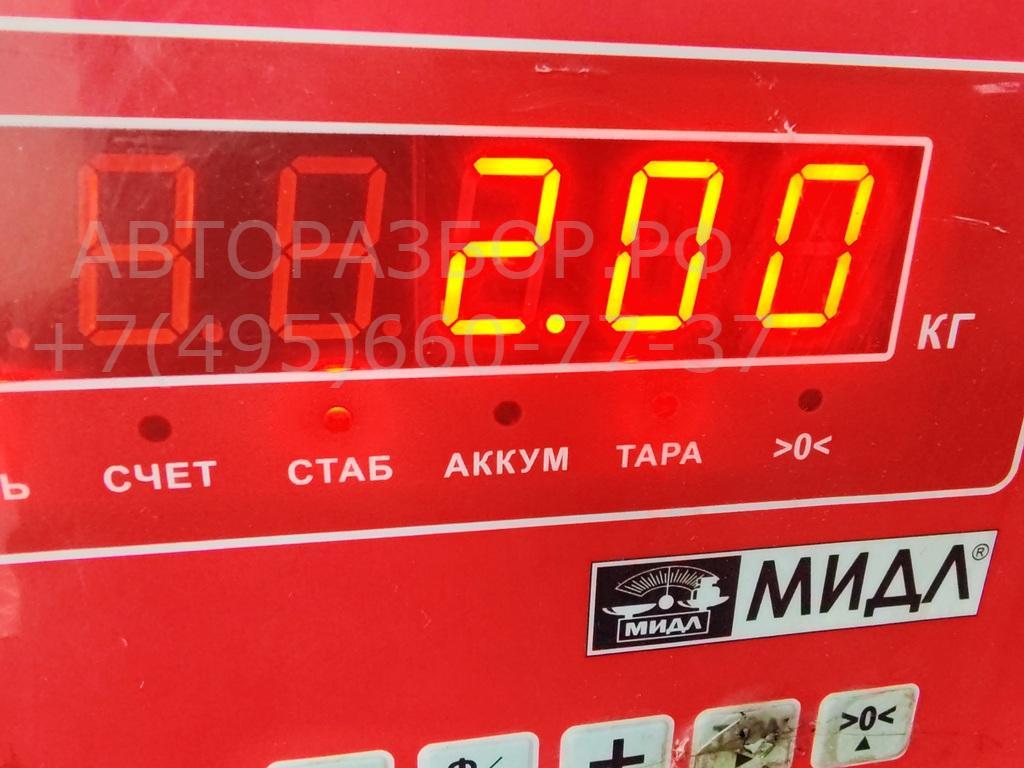 2.00
КГ
АВТОРАЗБОР.РФ
+7(495)660-77-37
Ь СЧЕТ СТАБ АККУМ ТАРА >0<
МИДЛ МИДЛ®
+ >0<